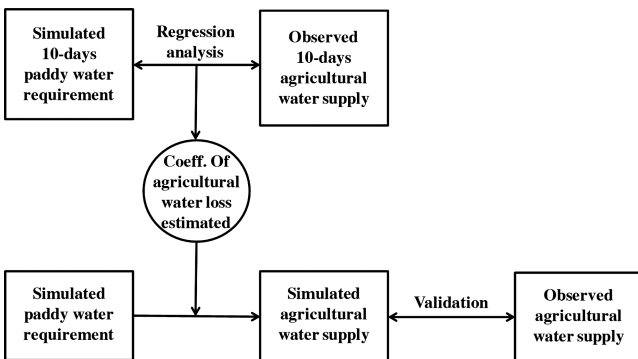 Simulated
10-days
paddy water
requirement
Regression
analysis
Observed
10-days
agricultural
water supply
Coeff. Of
agricultural
water loss
estimated
Simulated
paddy water
requirement
Simulated
agricultural
water supply
Validation
Observed
agricultural
water supply